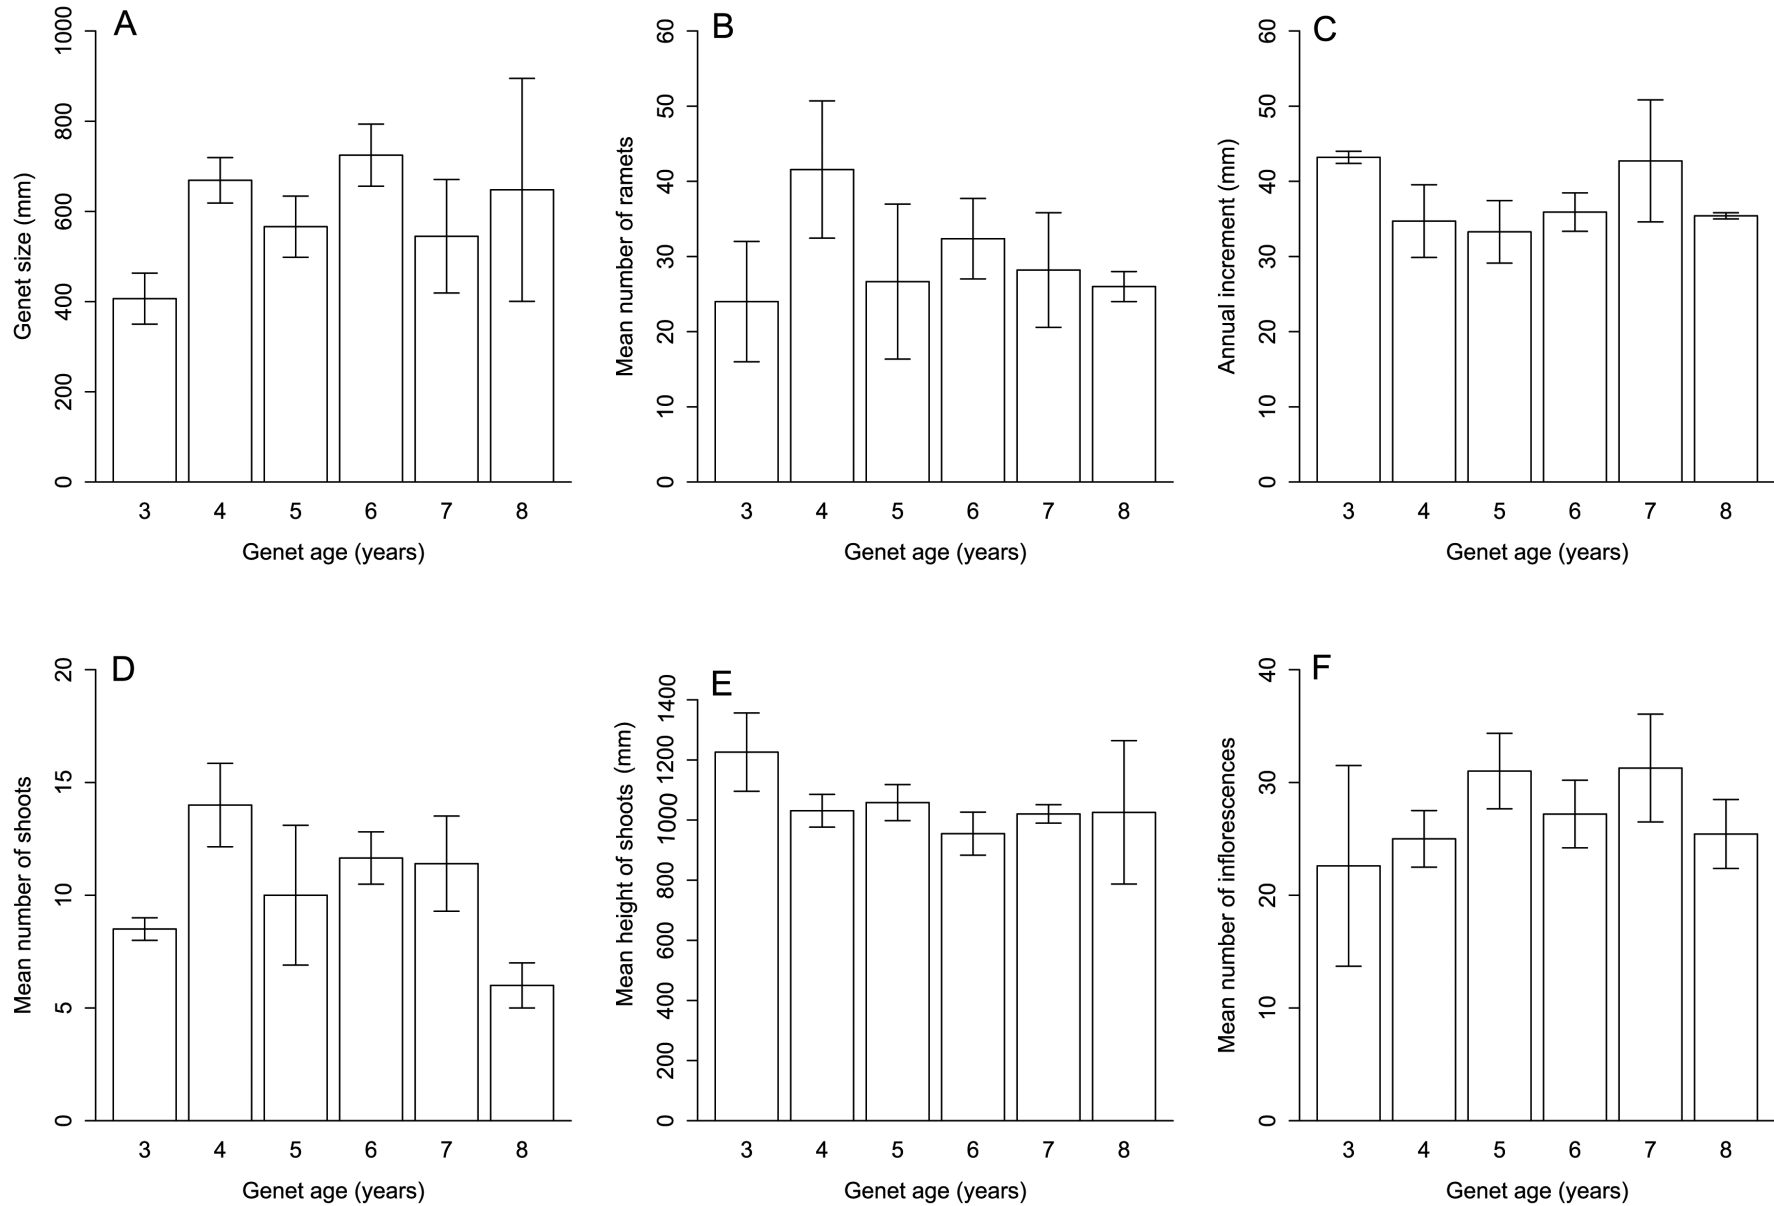 A
Genet size (mm)
0 200 400 600 800 1000
3 4 5 6 7 8
Genet age (years)
B
Mean number of ramets
0 10 20 30 40 50 60
3 4 5 6 7 8
Genet age (years)
C
Annual increment (mm)
0 10 20 30 40 50 60
3 4 5 6 7 8
Genet age (years)
D
Mean number of shoots
0 5 10 15 20
3 4 5 6 7 8
Genet age (years)
E
Mean height of shoots (mm)
0 200 400 600 800 1000 1200 1400
3 4 5 6 7 8
Genet age (years)
F
Mean number of inflorescences
0 10 20 30 40
3 4 5 6 7 8
Genet age (years)